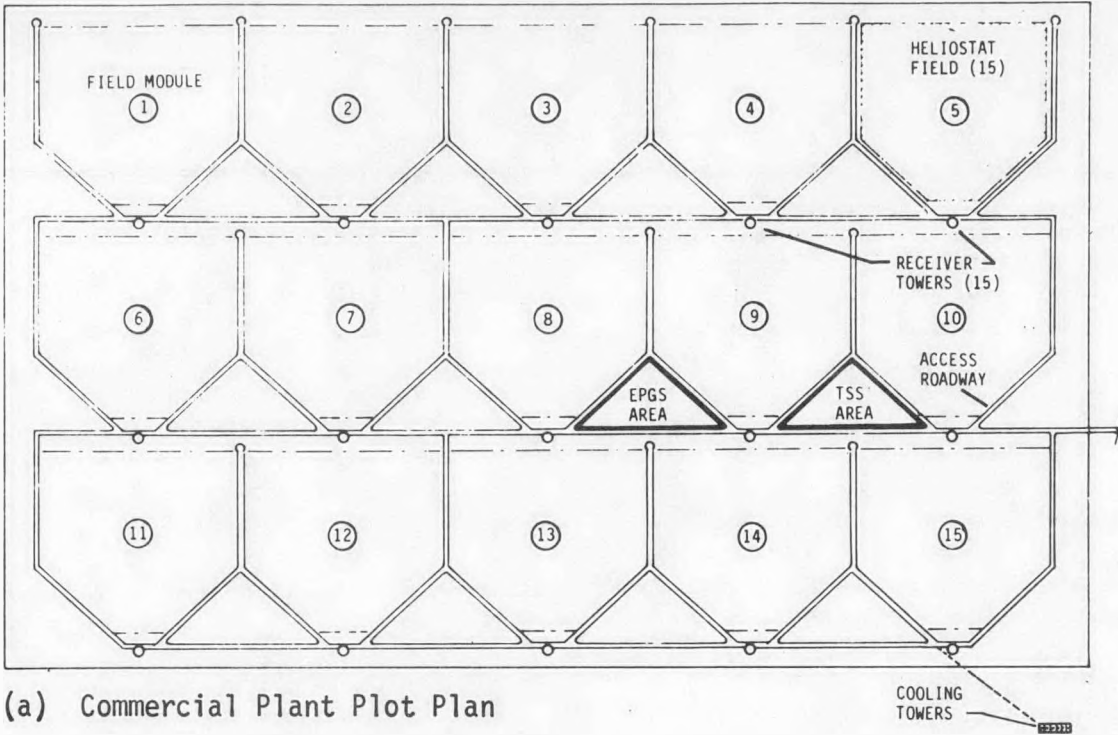 FIELD MODULE
1
2
3
4
HELIOSTAT
FIELD (15)
5
RECEIVER
TOWERS (15)
6
7
8
9
10
ACCESS
ROADWAY
EPGS
AREA
TSS
AREA
11
12
13
14
15
(a) Commercial Plant Plot Plan
COOLING
TOWERS